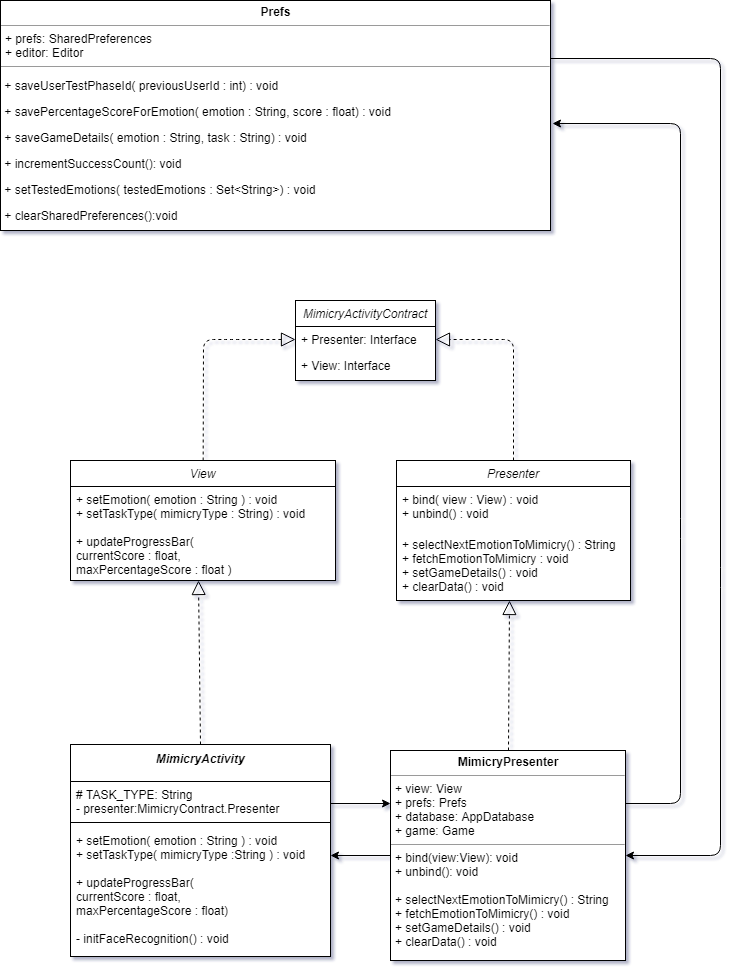 Prefs
+ prefs: SharedPreferences
+ editor: Editor
+ saveUserTestPhaseId( previousUserId : int) : void
+ savePercentageScoreForEmotion( emotion : String, score : float) : void
+ saveGameDetails( emotion : String, task : String) : void
+ incrementSuccessCount(): void
+ setTestedEmotions( testedEmotions : Set<String>) : void
+ clearSharedPreferences():void
MimicryActivityContract
+ Presenter: Interface
+ View: Interface
View
+ setEmotion( emotion : String ) : void
+ setTaskType( mimicryType : String) : void
+ updateProgressBar(
currentScore : float,
maxPercentageScore : float )
Presenter
+ bind( view : View) : void
+ unbind() : void
+ selectNextEmotionToMimicry() : String
+ fetchEmotionToMimicry : void
+ setGameDetails() : void
+ clearData() : void
MimicryActivity
# TASK_TYPE: String
- presenter:MimicryContract.Presenter
+ setEmotion( emotion : String ) : void
+ setTaskType( mimicryType :String ) : void
+ updateProgressBar(
currentScore : float,
maxPercentageScore : float)
- initFaceRecognition() : void
MimicryPresenter
+ view: View
+ prefs: Prefs
+ database: AppDatabase
+ game: Game
+ bind(view:View): void
+ unbind(): void
+ selectNextEmotionToMimicry() : String
+ fetchEmotionToMimicry() : void
+ setGameDetails() : void
+ clearData() : void